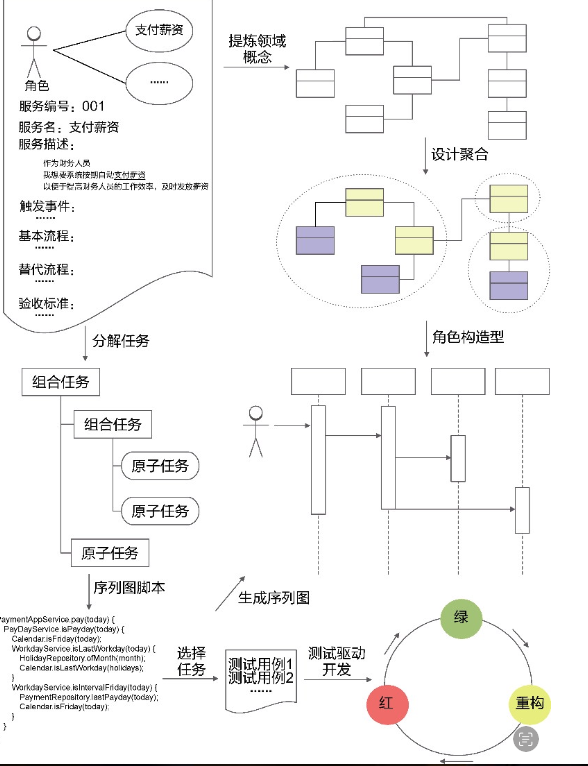 支付薪资
......
角色
服务编号：001
服务名：支付薪资
服务描述：
作为财务人员
我想要系统按期自动支付薪资
以便于提高财务人员的工作效率，及时发放薪资
触发事件：
......
基本流程：
......
替代流程：
......
验收标准：
......
提炼领域
概念
设计聚合
角色构造型
分解任务
组合任务
组合任务
原子任务
原子任务
原子任务
序列图脚本
生成序列图
PaymentAppService.pay(today) {
PayDayService.isPayday(today) {
Calendar.isFriday(today);
WorkdayService.isLastWorkday(today) {
HolidayRepository.ofMonth(month);
Calendar.isLastWorkday(holidays);
}
WorkdayService.isIntervalFriday(today) {
PaymentRepository.lastPayday(today);
Calendar.isFriday(today);
}
}
选择
任务
测试用例1
测试用例2
......
测试驱动
开发
绿
红
重构